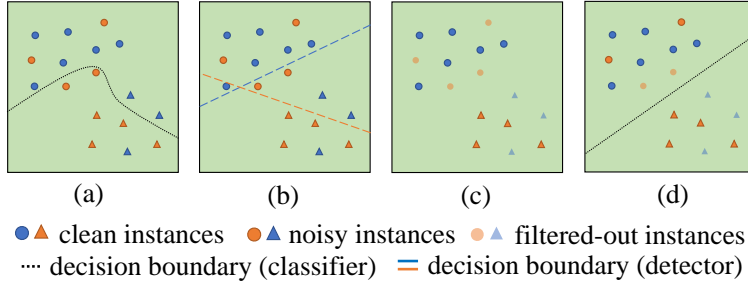 (a) (b) (c) (d)
clean instances noisy instances filtered-out instances
decision boundary (classifier) decision boundary (detector)